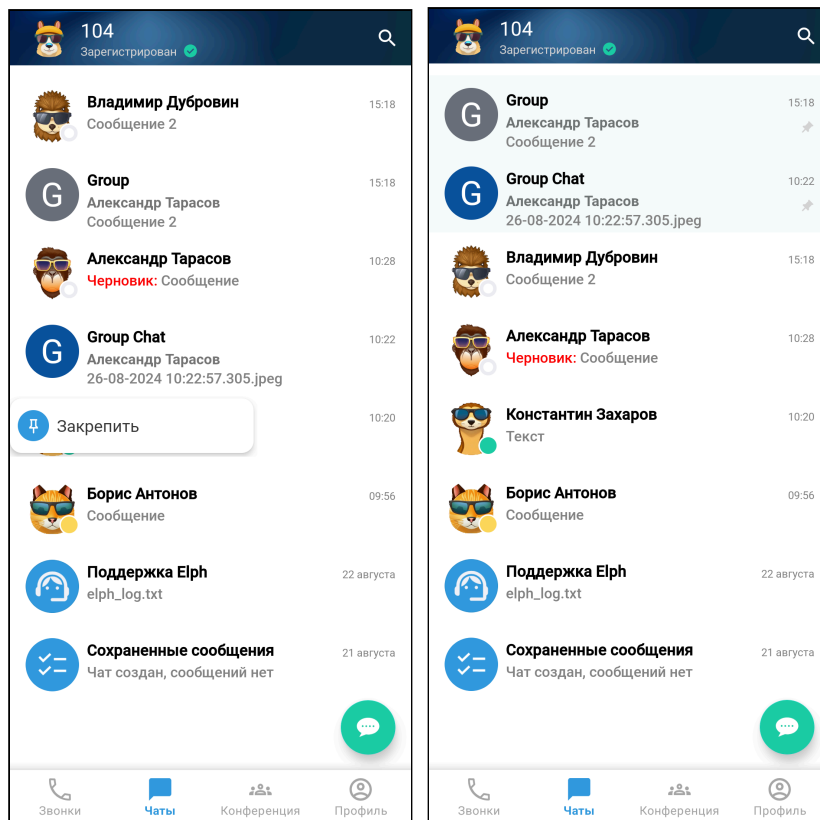 104
Зарегистрирован
Владимир Дубровин
15:18
Сообщение 2
G
Group
15:18
Александр Тарасов
Сообщение 2
Александр Тарасов
10:28
Черновик: Сообщение
G
Group Chat
10:22
Александр Тарасов
26-08-2024 10:22:57.305.jpeg
10:20
Закрепить
Борис Антонов
09:56
Сообщение
Поддержка Elph
22 августа
elph_log.txt
Сохраненные сообщения
21 августа
Чат создан, сообщений нет
Звонки
Чаты
Конференция
Профиль
104
Зарегистрирован
G
Group
15:18
Александр Тарасов
Сообщение 2
G
Group Chat
10:22
Александр Тарасов
26-08-2024 10:22:57.305.jpeg
Владимир Дубровин
15:18
Сообщение 2
Александр Тарасов
10:28
Черновик: Сообщение
Константин Захаров
10:20
Текст
Борис Антонов
09:56
Сообщение
Поддержка Elph
22 августа
elph_log.txt
Сохраненные сообщения
21 августа
Чат создан, сообщений нет
Звонки
Чаты
Конференция
Профиль